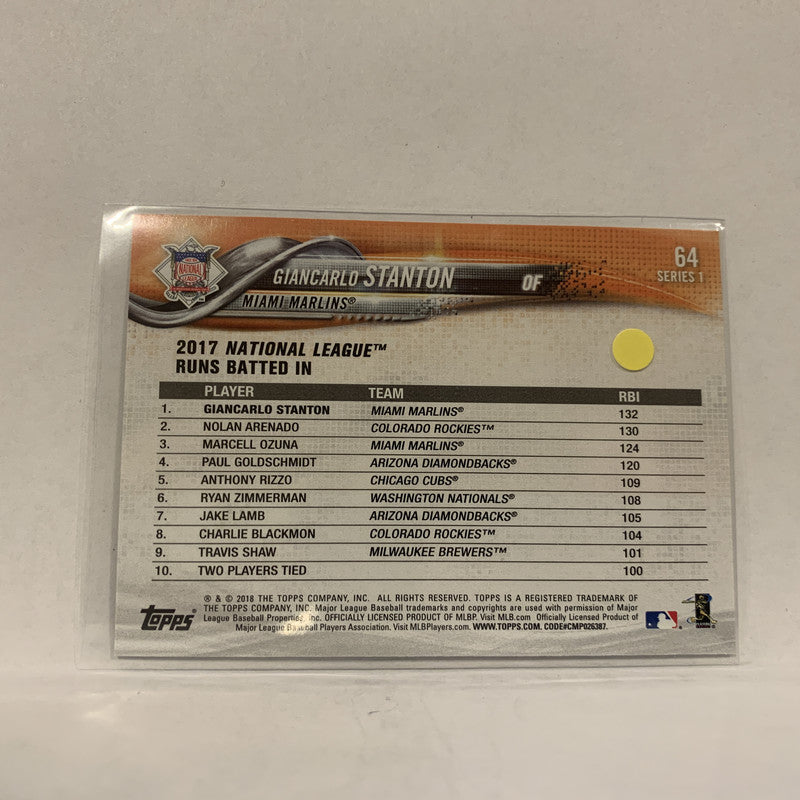 64
SERIES 1
NATIONAL LEAGUE
GIANCARLO STANTON OF
MIAMI MARLINS®
2017 NATIONAL LEAGUE™
RUNS BATTED IN
PLAYER TEAM RBI
1. GIANCARLO STANTON MIAMI MARLINS® 132
2. NOLAN ARENADO COLORADO ROCKIES™ 130
3. MARCELL OZUNA MIAMI MARLINS® 124
4. PAUL GOLDSCHMIDT ARIZONA DIAMONDBACKS® 120
5. ANTHONY RIZZO CHICAGO CUBS® 109
6. RYAN ZIMMERMAN WASHINGTON NATIONALS® 108
7. JAKE LAMB ARIZONA DIAMONDBACKS® 105
8. CHARLIE BLACKMON COLORADO ROCKIES™ 104
9. TRAVIS SHAW MILWAUKEE BREWERS™ 101
10. TWO PLAYERS TIED 100
Topps®
® & © 2018 THE TOPPS COMPANY, INC. ALL RIGHTS RESERVED. TOPPS IS A REGISTERED TRADEMARK OF
THE TOPPS COMPANY, INC. Major League Baseball trademarks and copyrights are used with permission of Major
League Baseball Properties, Inc. OFFICIALLY LICENSED PRODUCT OF MLBP. Visit MLB.com Officially Licensed Product of
Major League Baseball Players Association. Visit MLBPlayers.com. WWW.TOPPS.COM. CODE#CMP026387.